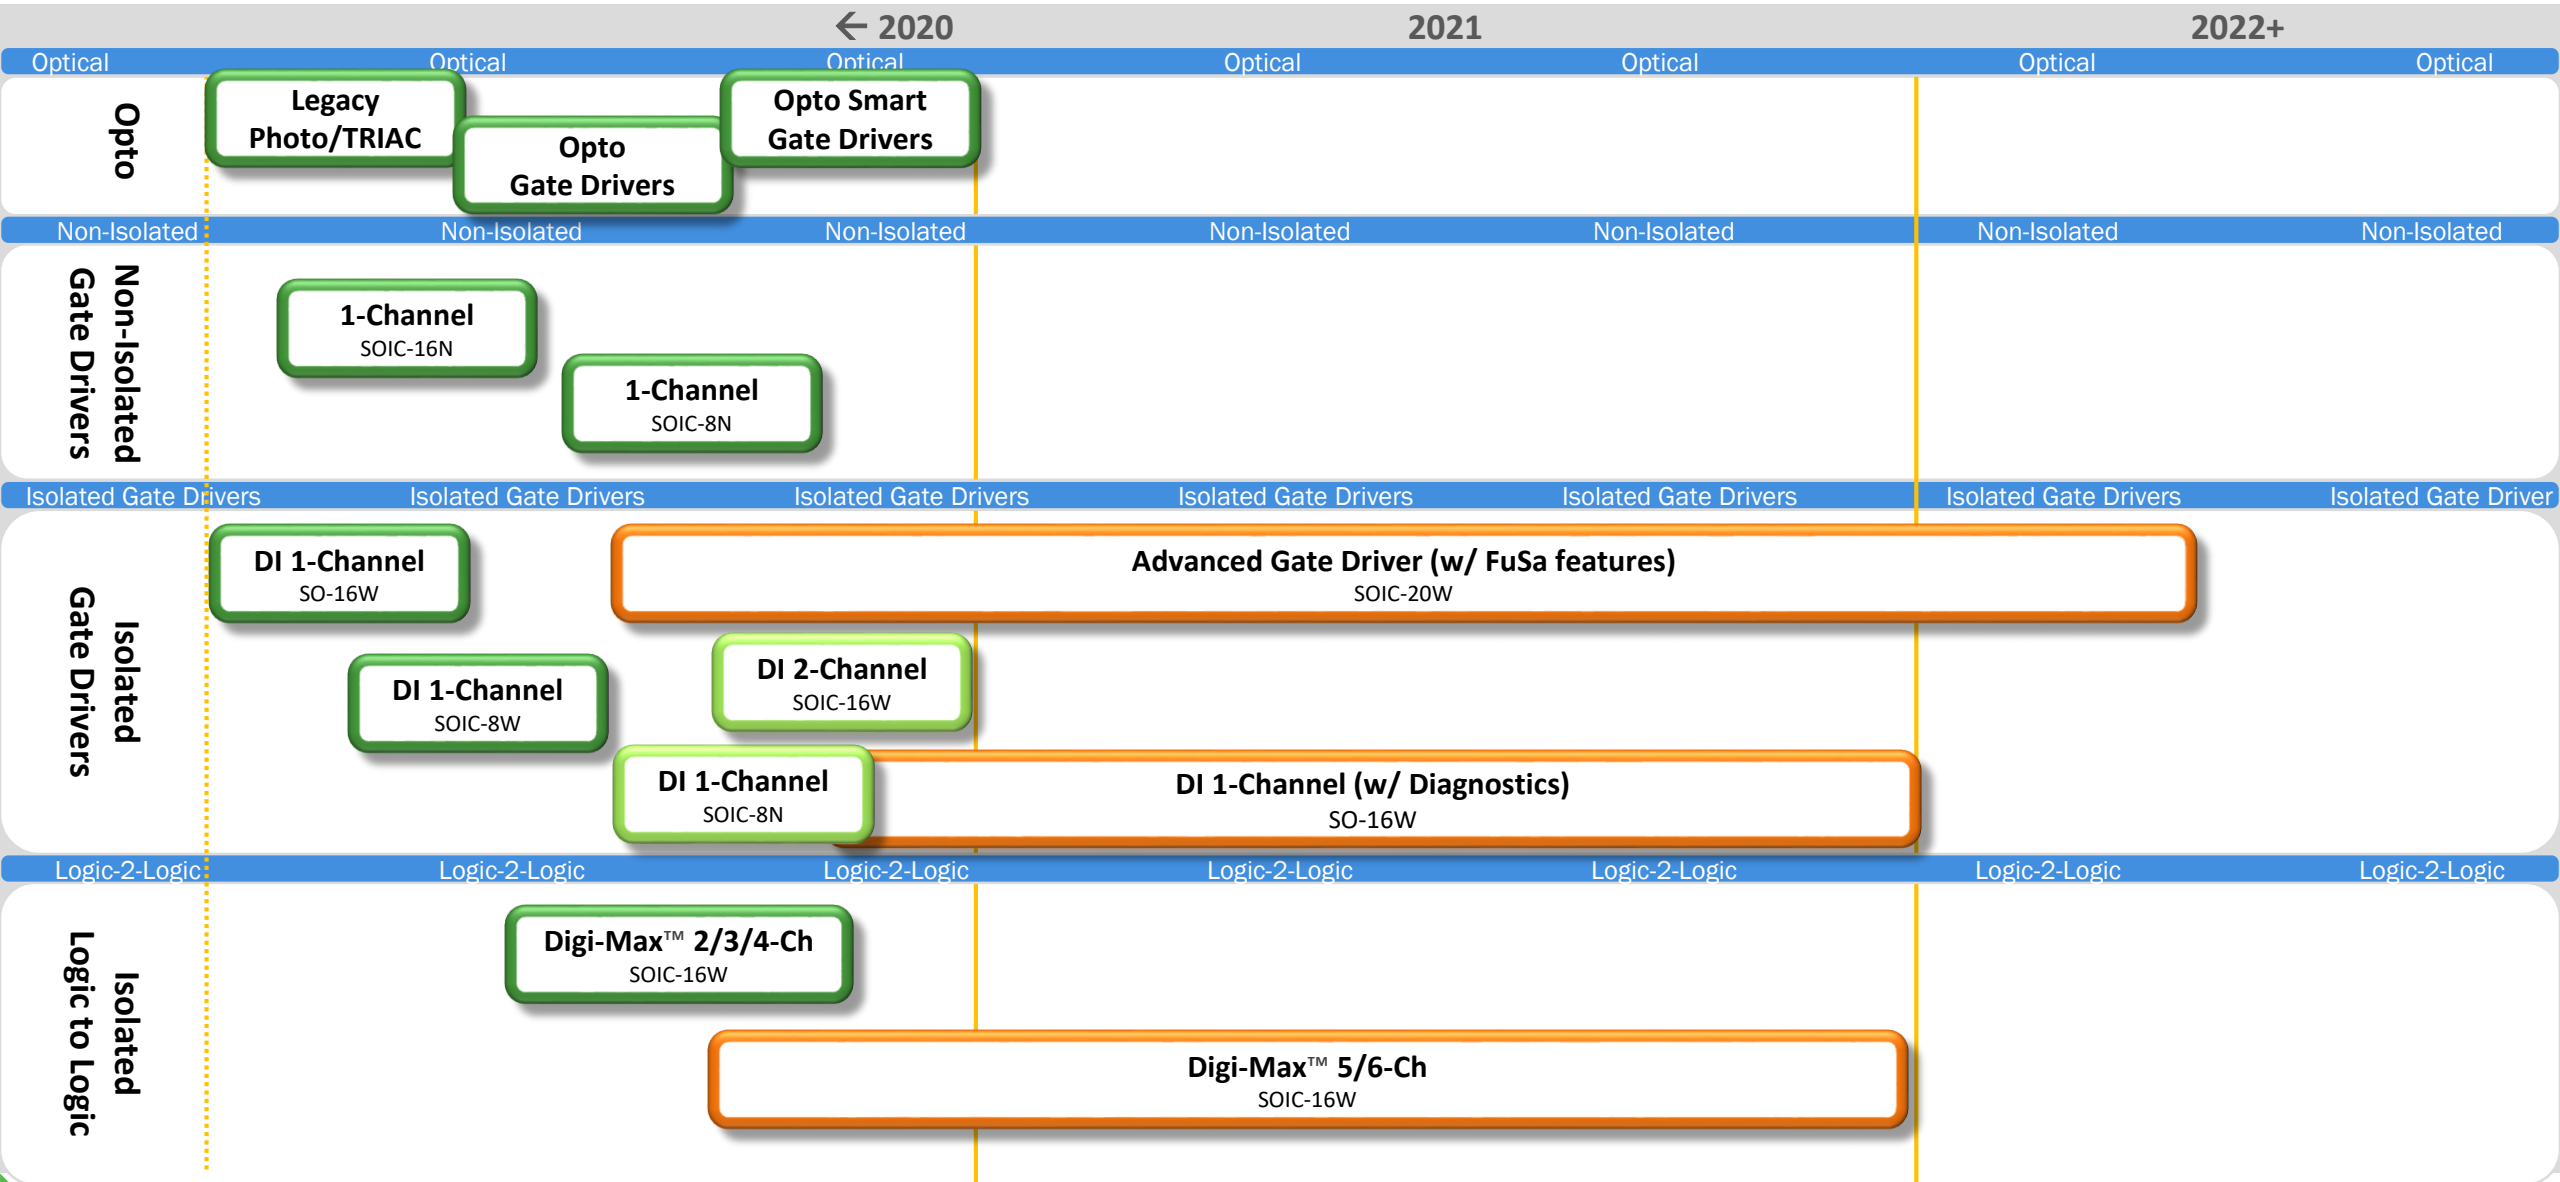 ← 2020 2021 2022+
Optical Optical Optical Optical Optical Optical Optical
Opto
Legacy
Photo/TRIAC
Opto
Gate Drivers
Opto Smart
Gate Drivers
Non-Isolated Non-Isolated Non-Isolated Non-Isolated Non-Isolated Non-Isolated Non-Isolated
Non-Isolated
Gate Drivers
1-Channel
SOIC-16N
1-Channel
SOIC-8N
Isolated Gate Drivers Isolated Gate Drivers Isolated Gate Drivers Isolated Gate Drivers Isolated Gate Drivers Isolated Gate Drivers Isolated Gate Driver
Isolated
Gate Drivers
DI 1-Channel
SO-16W
Advanced Gate Driver (w/ FuSa features)
SOIC-20W
DI 1-Channel
SOIC-8W
DI 2-Channel
SOIC-16W
DI 1-Channel
SOIC-8N
DI 1-Channel (w/ Diagnostics)
SO-16W
Logic-2-Logic Logic-2-Logic Logic-2-Logic Logic-2-Logic Logic-2-Logic Logic-2-Logic Logic-2-Logic
Isolated
Logic to Logic
Digi-Max™ 2/3/4-Ch
SOIC-16W
Digi-Max™ 5/6-Ch
SOIC-16W